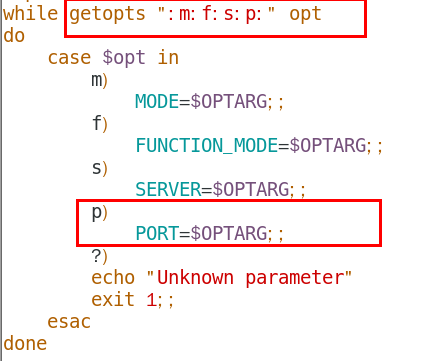 while getopts ":m:f:s:p:" opt
do
    case $opt in
        m)
            MODE=$OPTARG;;
        f)
            FUNCTION_MODE=$OPTARG;;
        s)
            SERVER=$OPTARG;;
        p)
            PORT=$OPTARG;;
        ?)
        echo "Unknown parameter"
        exit 1;;
    esac
done